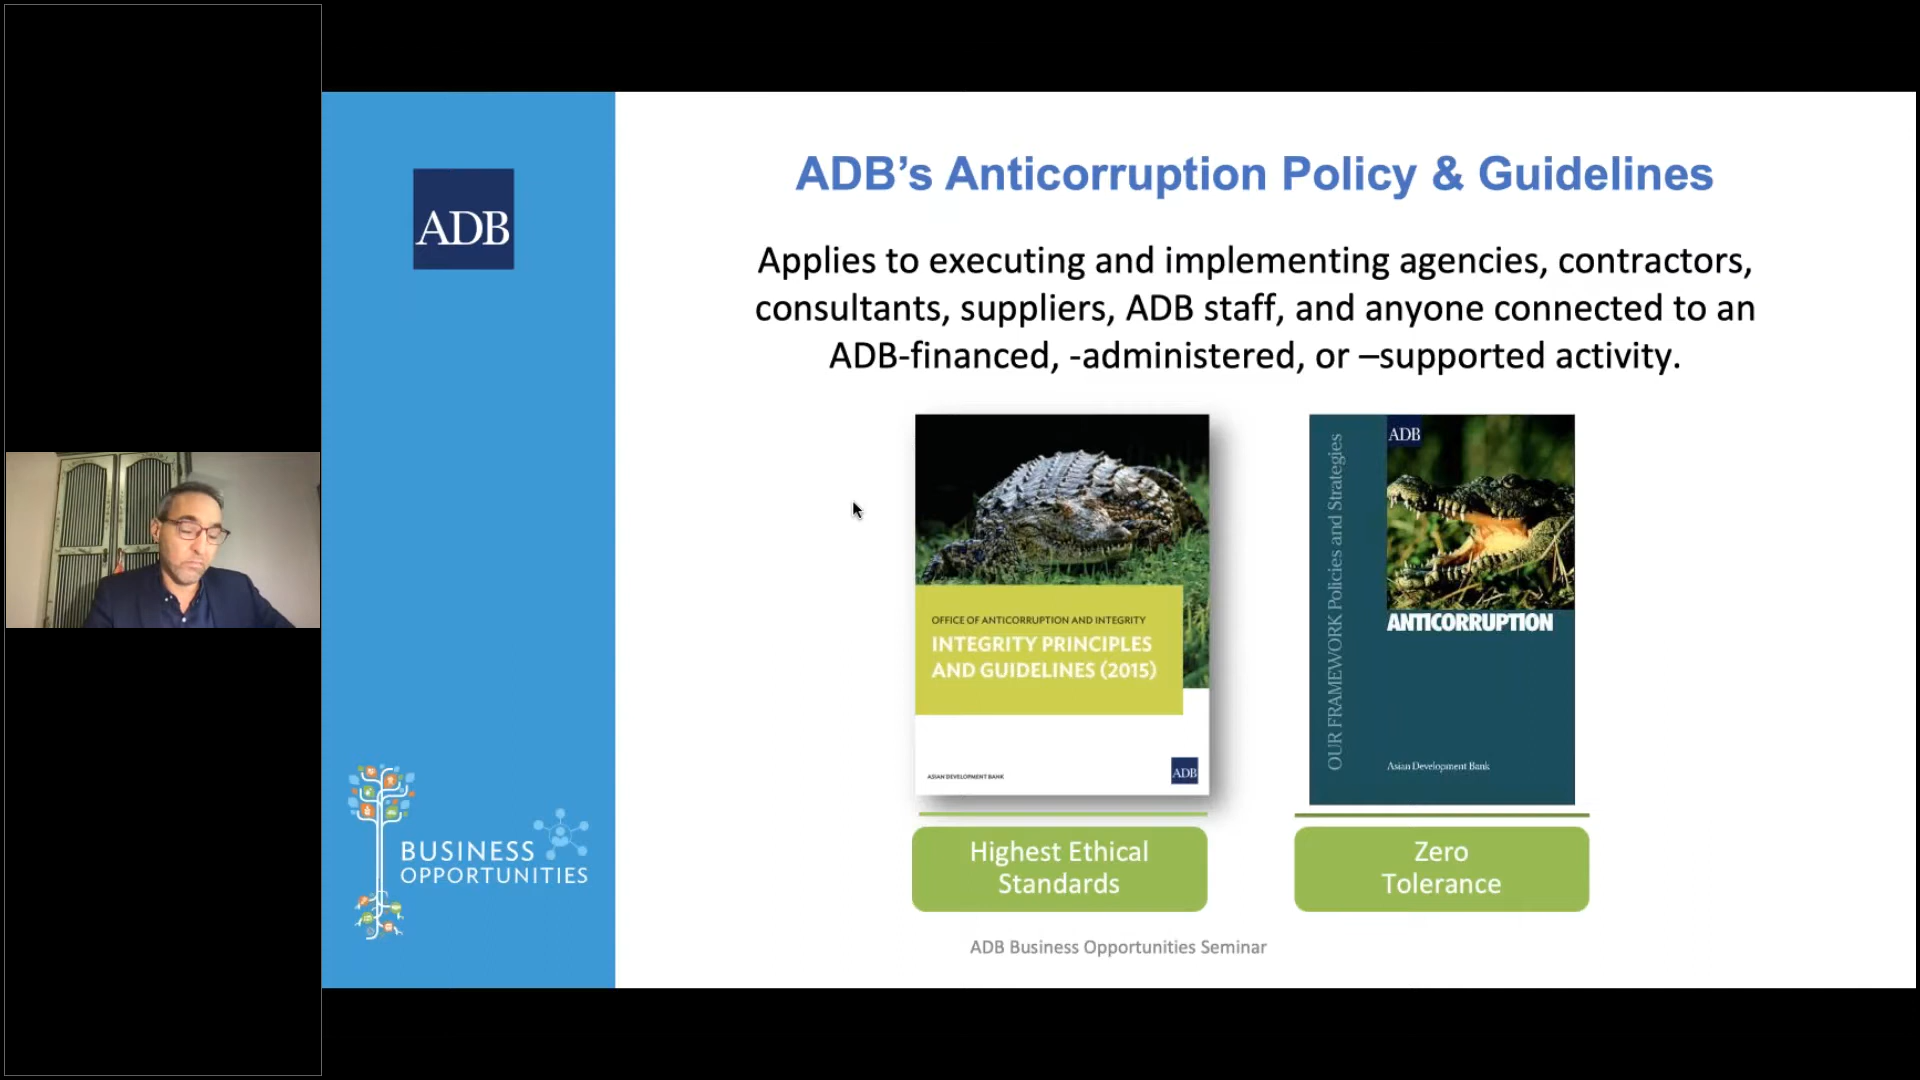 ADB
ADB's Anticorruption Policy & Guidelines
Applies to executing and implementing agencies, contractors,
consultants, suppliers, ADB staff, and anyone connected to an
ADB-financed, -administered, or –supported activity.
OFFICE OF ANTICORRUPTION AND INTEGRITY
INTEGRITY PRINCIPLES
AND GUIDELINES (2015)
ASIAN DEVELOPMENT BANK
ADB
OUR FRAMEWORK Policies and Strategies
ADB
ANTICORRUPTION
Asian Development Bank
Highest Ethical
Standards
Zero
Tolerance
BUSINESS
OPPORTUNITIES
ADB Business Opportunities Seminar